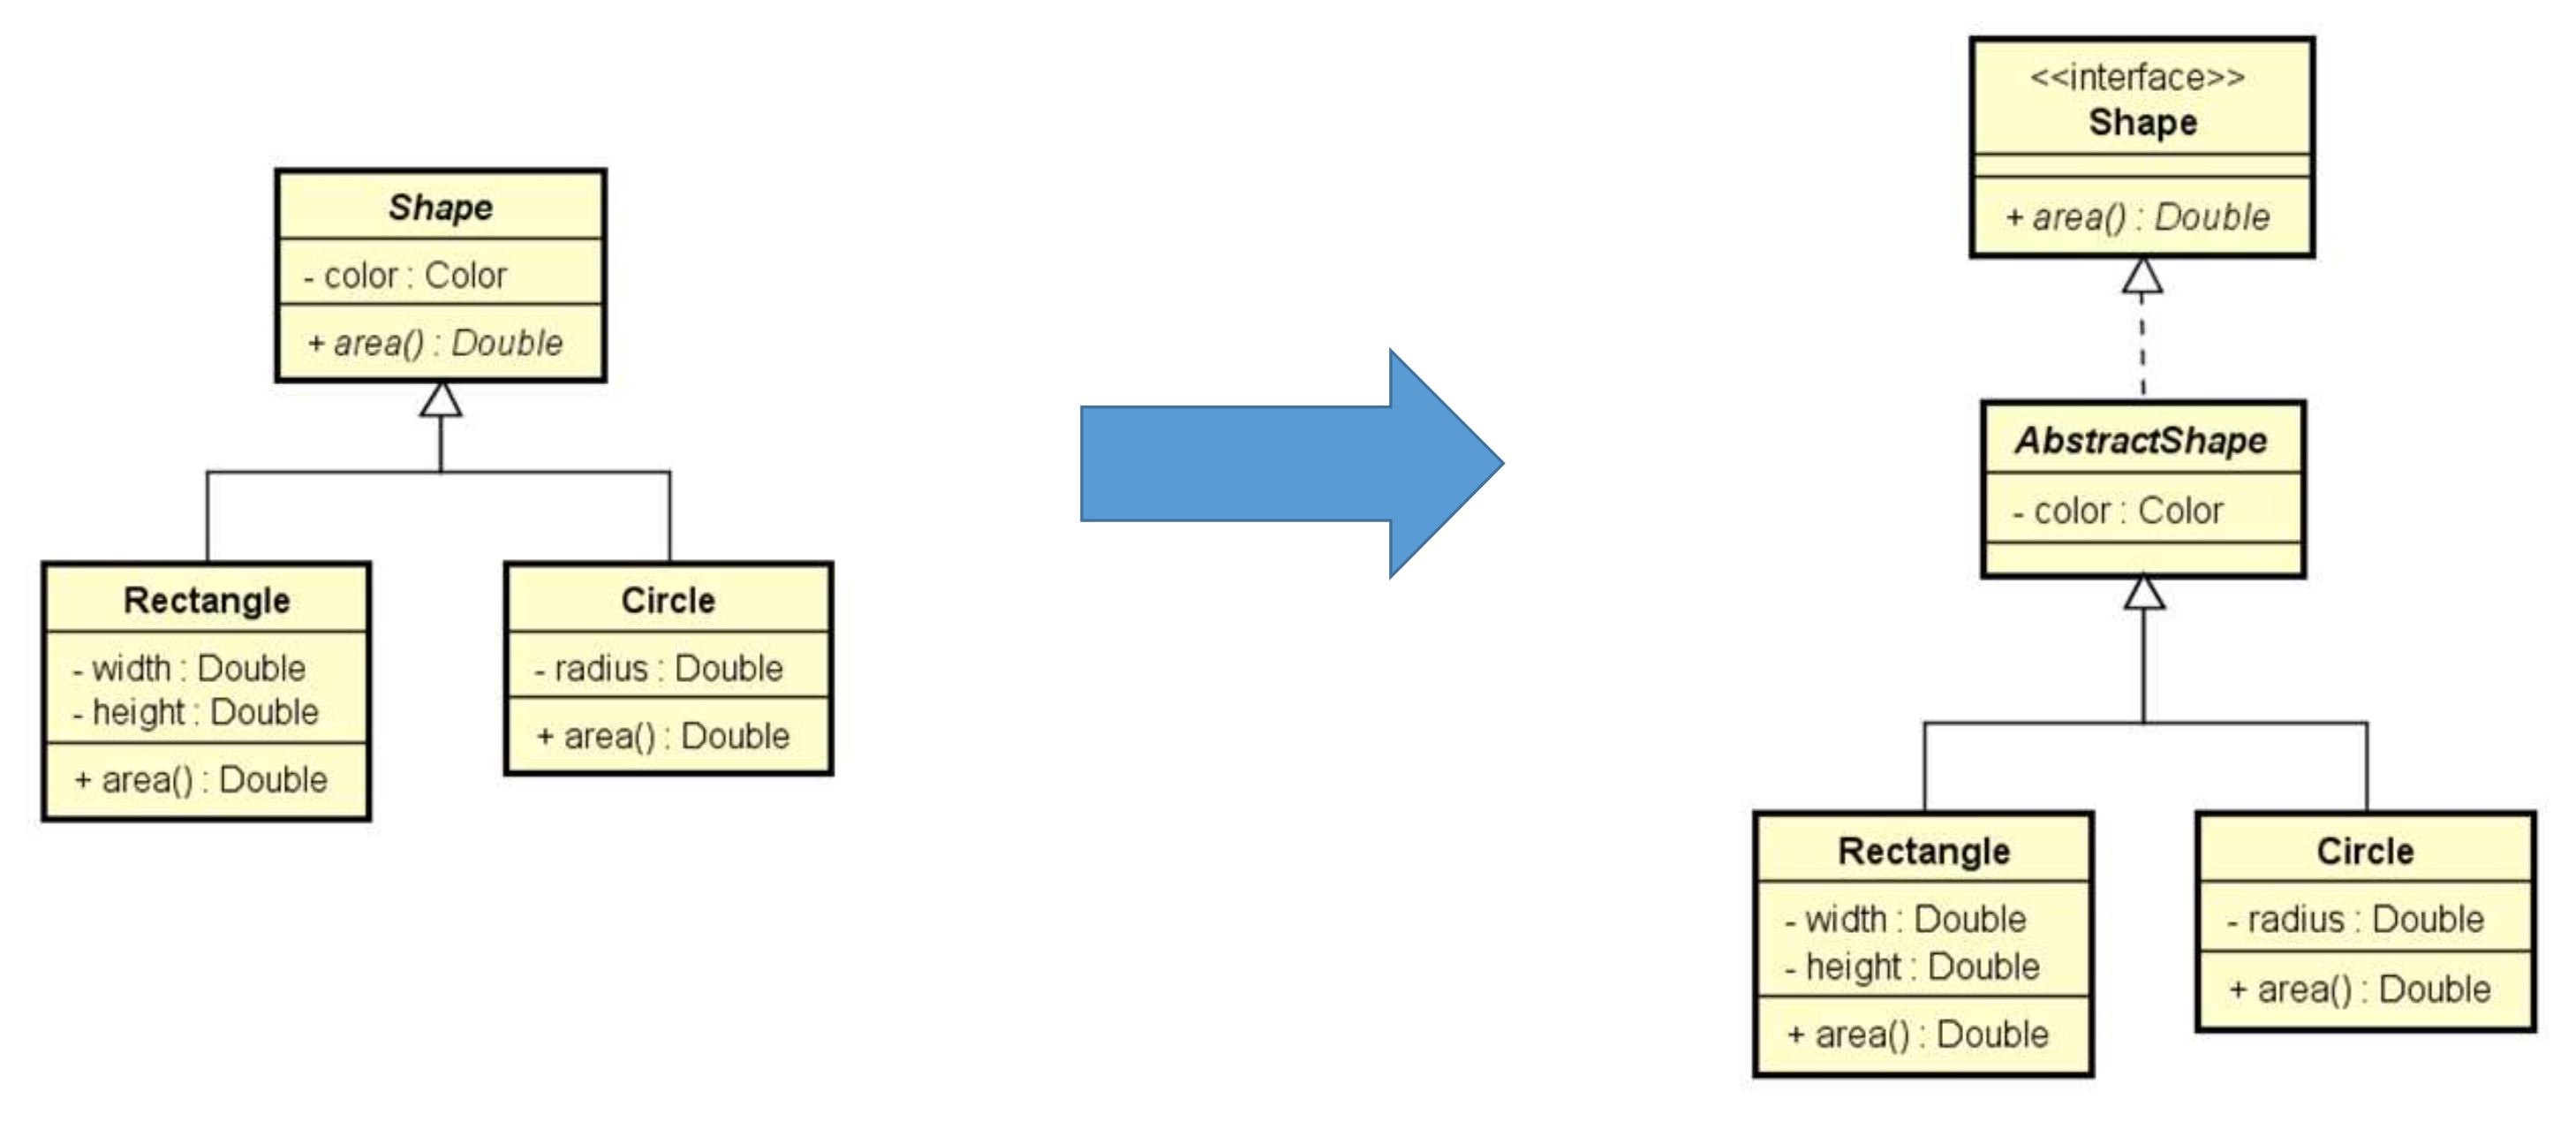 Shape
- color : Color
+ area() : Double
Rectangle
- width : Double
- height : Double
+ area() : Double
Circle
- radius : Double
+ area() : Double
<<interface>>
Shape
+ area() : Double
AbstractShape
- color : Color
Rectangle
- width : Double
- height : Double
+ area() : Double
Circle
- radius : Double
+ area() : Double